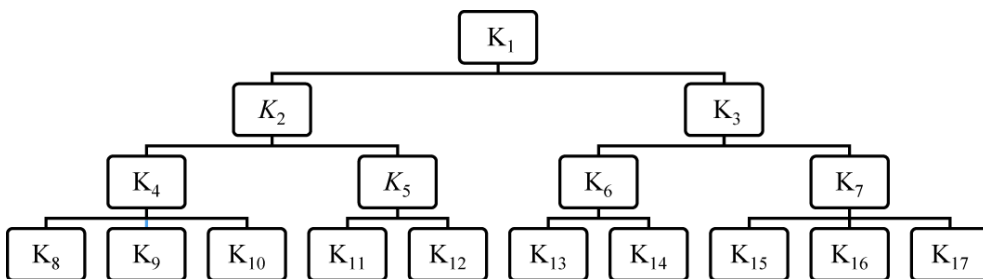 K₁
K₂ K₃
K₄ K₅ K₆ K₇
K₈ K₉ K₁₀ K₁₁ K₁₂ K₁₃ K₁₄ K₁₅ K₁₆ K₁₇